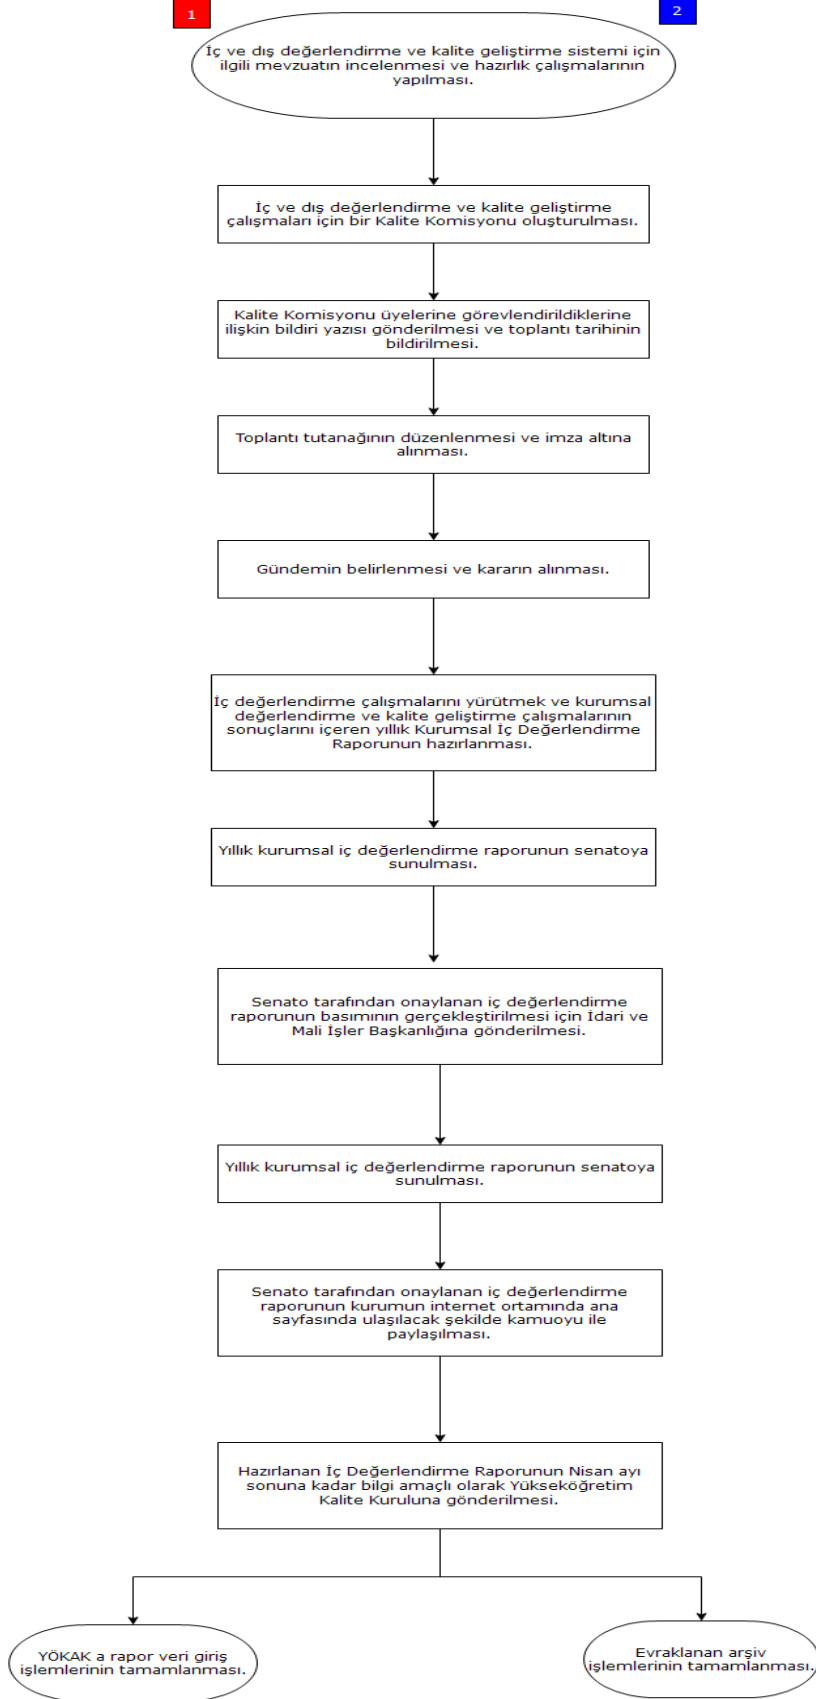 1
2
İç ve dış değerlendirme ve kalite geliştirme sistemi için
ilgili mevzuatın incelenmesi ve hazırlık çalışmalarının
yapılması.
İç ve dış değerlendirme ve kalite geliştirme
çalışmaları için bir Kalite Komisyonu oluşturulması.
Kalite Komisyonu üyelerine görevlendirildiklerine
ilişkin bildiri yazısı gönderilmesi ve toplantı tarihinin
bildirilmesi.
Toplantı tutanağının düzenlenmesi ve imza altına
alınması.
Gündemin belirlenmesi ve kararın alınması.
İç değerlendirme çalışmalarını yürütmek ve kurumsal
değerlendirme ve kalite geliştirme çalışmalarının
sonuçlarını içeren yıllık Kurumsal İç Değerlendirme
Raporunun hazırlanması.
Yıllık kurumsal iç değerlendirme raporunun senatoya
sunulması.
Senato tarafından onaylanan iç değerlendirme
raporunun basımının gerçekleştirilmesi için İdari ve
Mali İşler Başkanlığına gönderilmesi.
Yıllık kurumsal iç değerlendirme raporunun senatoya
sunulması.
Senato tarafından onaylanan iç değerlendirme
raporunun kurumun internet ortamında ana
sayfasında ulaşılacak şekilde kamuoyu ile
paylaşılması.
Hazırlanan İç Değerlendirme Raporunun Nisan ayı
sonuna kadar bilgi amaçlı olarak Yükseköğretim
Kalite Kuruluna gönderilmesi.
YÖKAK a rapor veri giriş
işlemlerinin tamamlanması.
Evraklanan arşiv
işlemlerinin tamamlanması.